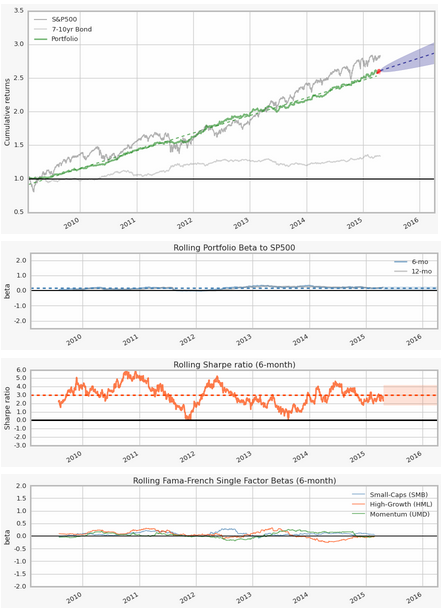 3.5
S&P500
7-10yr Bond
Portfolio
3.0
2.5
2.0
1.5
1.0
0.5
Cumulative returns
2010 2011 2012 2013 2014 2015 2016
Rolling Portfolio Beta to SP500
2.0
1.0
0.0
-1.0
-2.0
beta
6-mo
12-mo
2010 2011 2012 2013 2014 2015 2016
Rolling Sharpe ratio (6-month)
6.0
5.0
4.0
3.0
2.0
1.0
0.0
-1.0
-2.0
-3.0
Sharpe ratio
2010 2011 2012 2013 2014 2015 2016
Rolling Fama-French Single Factor Betas (6-month)
2.0
1.5
1.0
0.5
0.0
-0.5
-1.0
-1.5
-2.0
beta
Small-Caps (SMB)
High-Growth (HML)
Momentum (UMD)
2010 2011 2012 2013 2014 2015 2016